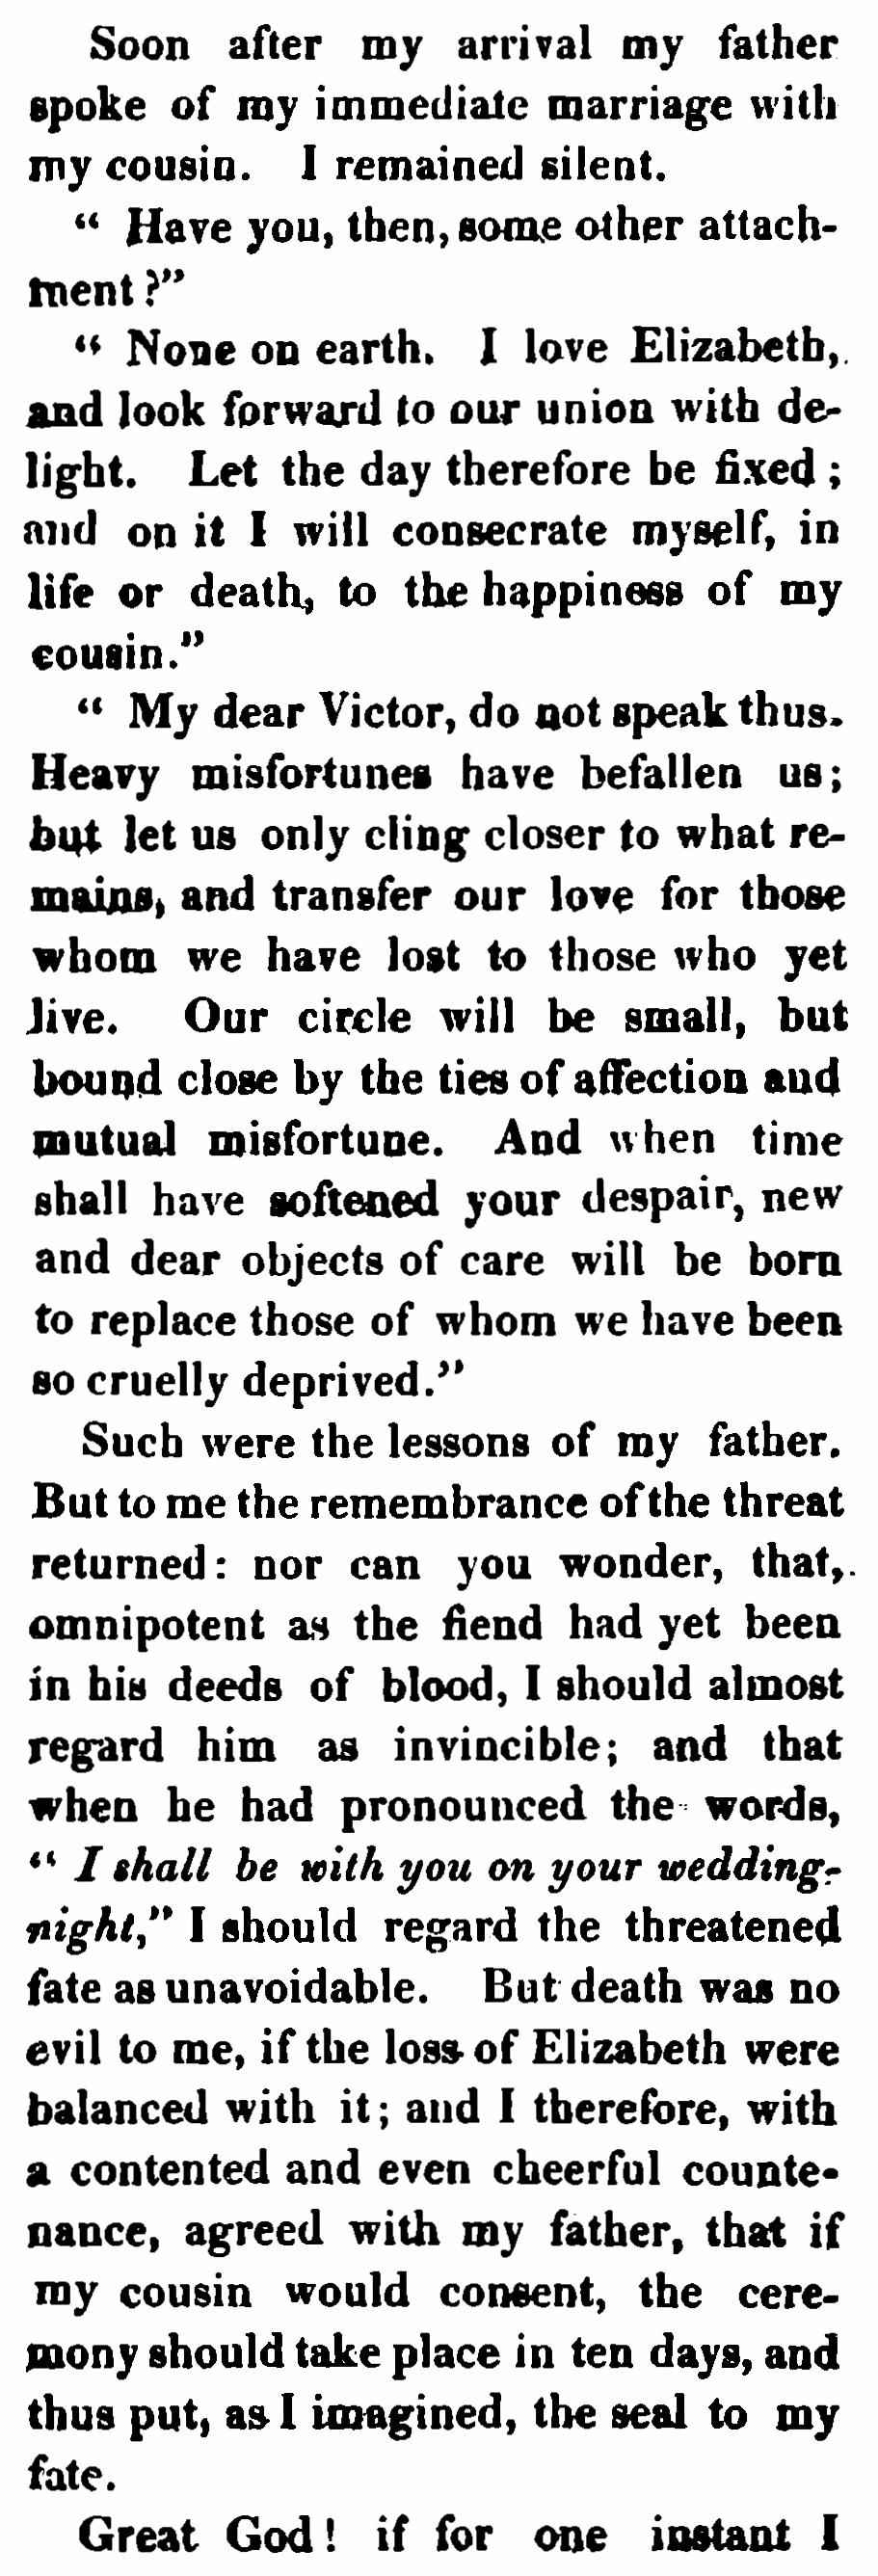 Soon after my arrival my father
spoke of my immediate marriage with
my cousin. I remained silent.
“ Have you, then, some other attach-
ment ?”
“ None on earth. I love Elizabeth,
and look forward to our union with de-
light. Let the day therefore be fixed ;
and on it I will consecrate myself, in
life or death, to the happiness of my
cousin.”
“ My dear Victor, do not speak thus.
Heavy misfortunes have befallen us;
but let us only cling closer to what re-
mains, and transfer our love for those
whom we have lost to those who yet
live. Our circle will be small, but
bound close by the ties of affection and
mutual misfortune. And when time
shall have softened your despair, new
and dear objects of care will be born
to replace those of whom we have been
so cruelly deprived.”
Such were the lessons of my father.
But to me the remembrance of the threat
returned: nor can you wonder, that,
omnipotent as the fiend had yet been
in his deeds of blood, I should almost
regard him as invincible; and that
when he had pronounced the words,
“ I shall be with you on your wedding-
night,” I should regard the threatened
fate as unavoidable. But death was no
evil to me, if the loss of Elizabeth were
balanced with it; and I therefore, with
a contented and even cheerful counte-
nance, agreed with my father, that if
my cousin would consent, the cere-
mony should take place in ten days, and
thus put, as I imagined, the seal to my
fate.
Great God! if for one instant I